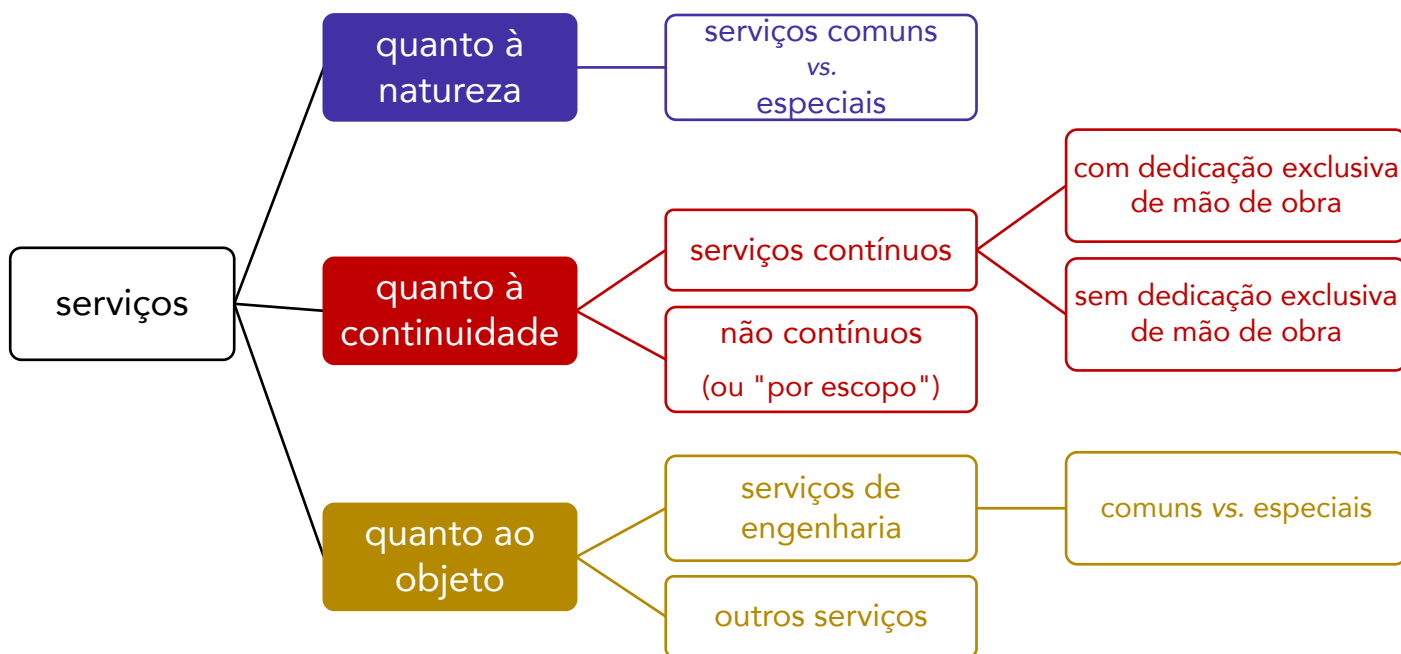 serviços
quanto à
natureza
serviços comuns
vs.
especiais
quanto à
continuidade
serviços contínuos
com dedicação exclusiva
de mão de obra
sem dedicação exclusiva
de mão de obra
não contínuos
(ou "por escopo")
quanto ao
objeto
serviços de
engenharia
comuns vs. especiais
outros serviços